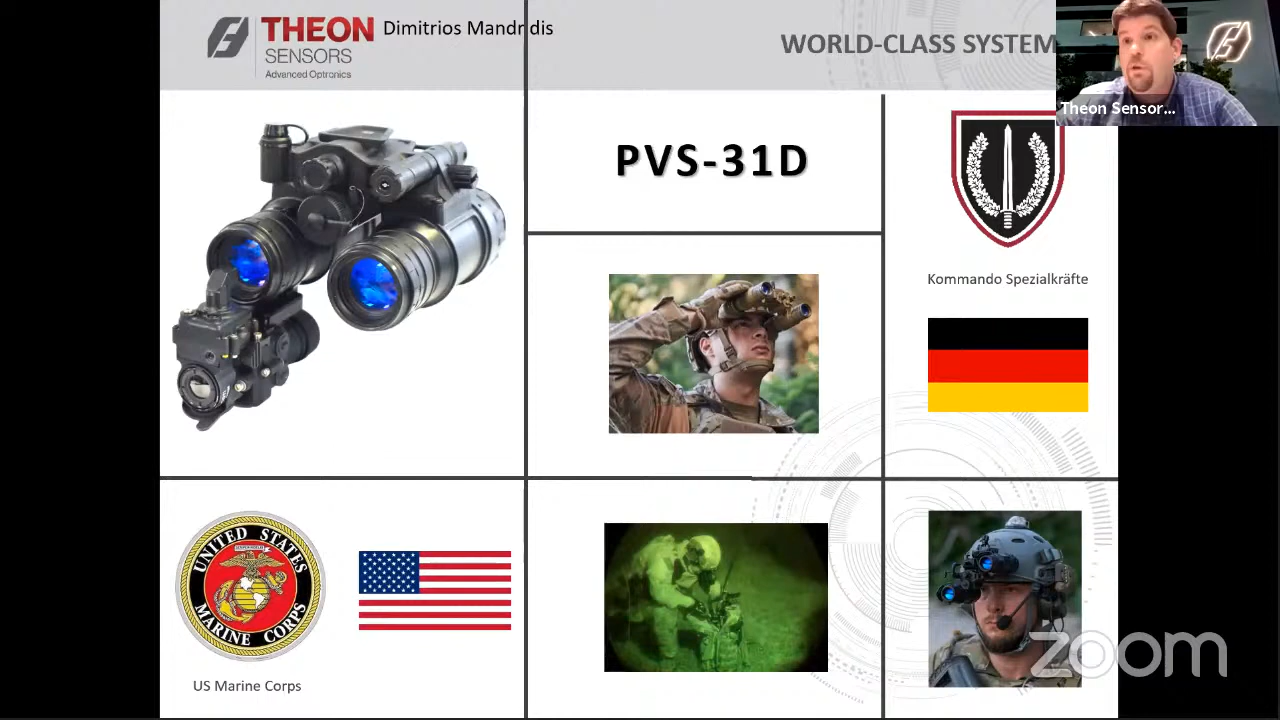 THEON
SENSORS
Advanced Optronics
Dimitrios Mandridis
WORLD-CLASS SYSTEM
Theon Sensor...
PVS-31D
Kommando Spezialkräfte
UNITED STATES
MARINE CORPS
US Marine Corps
zoom